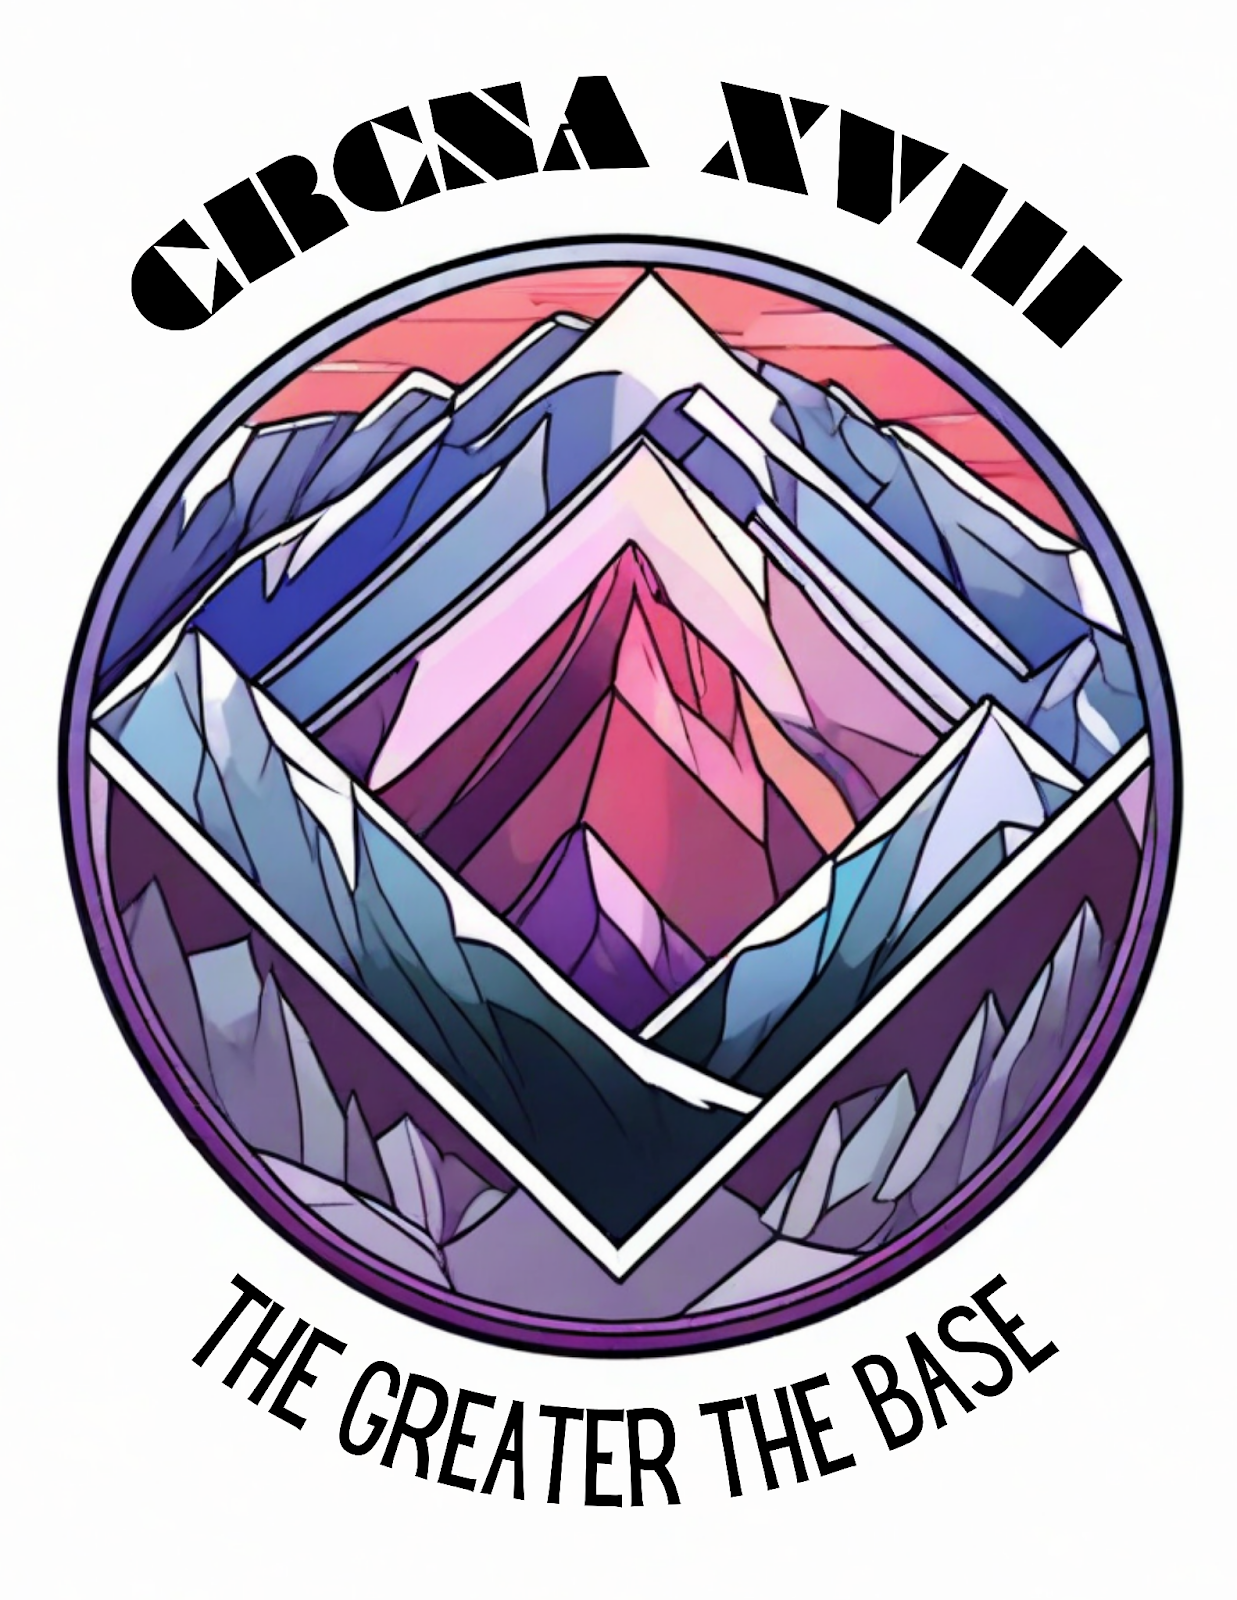 CRCNA XVIII
THE GREATER THE BASE